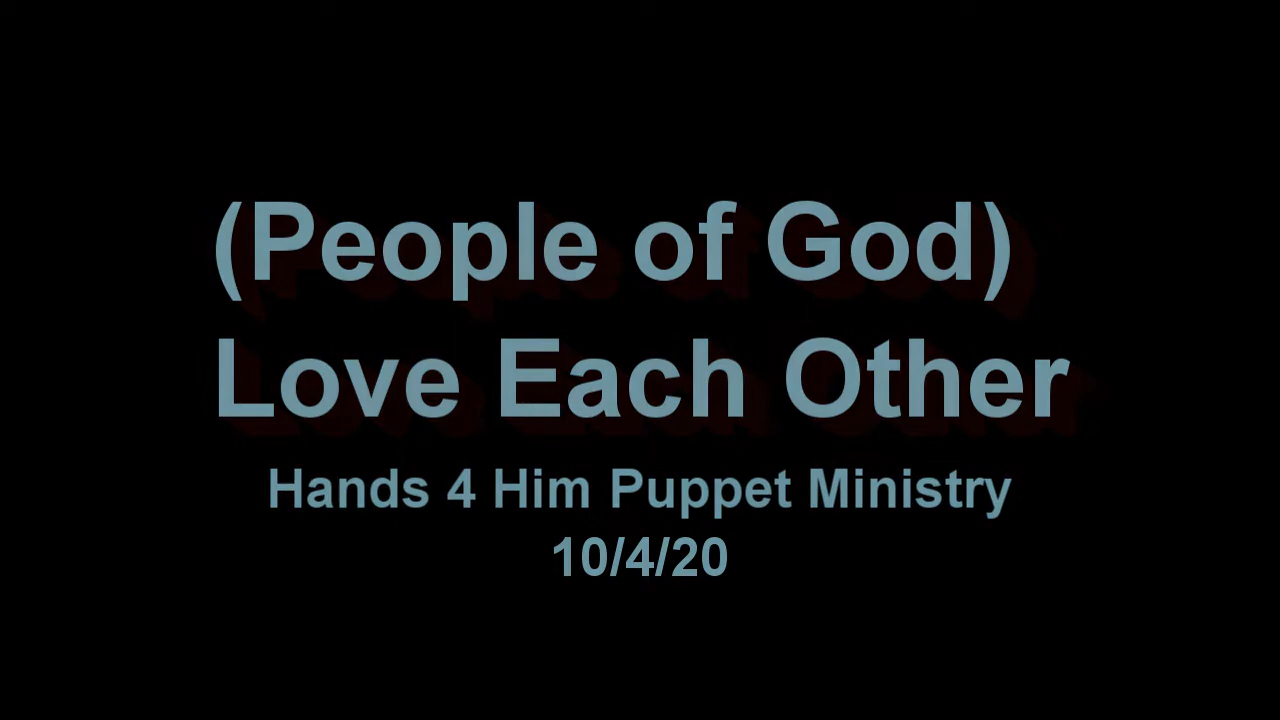 (People of God)
Love Each Other
Hands 4 Him Puppet Ministry
10/4/20